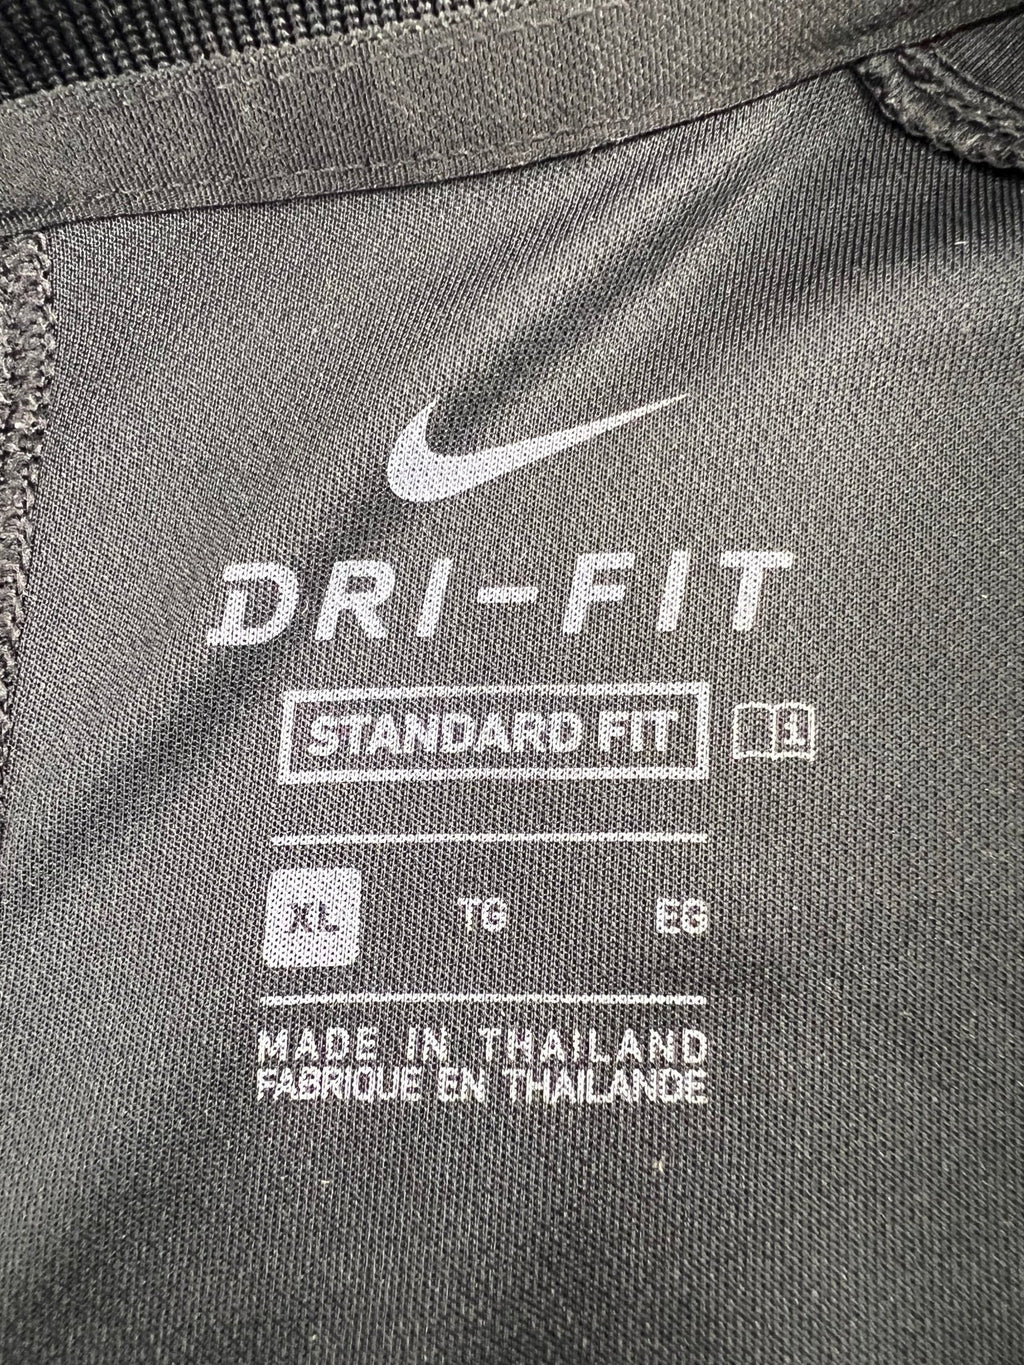 DRI-FIT
STANDARD FIT i
XL TG EG
MADE IN THAILAND
FABRIQUE EN THAILANDE